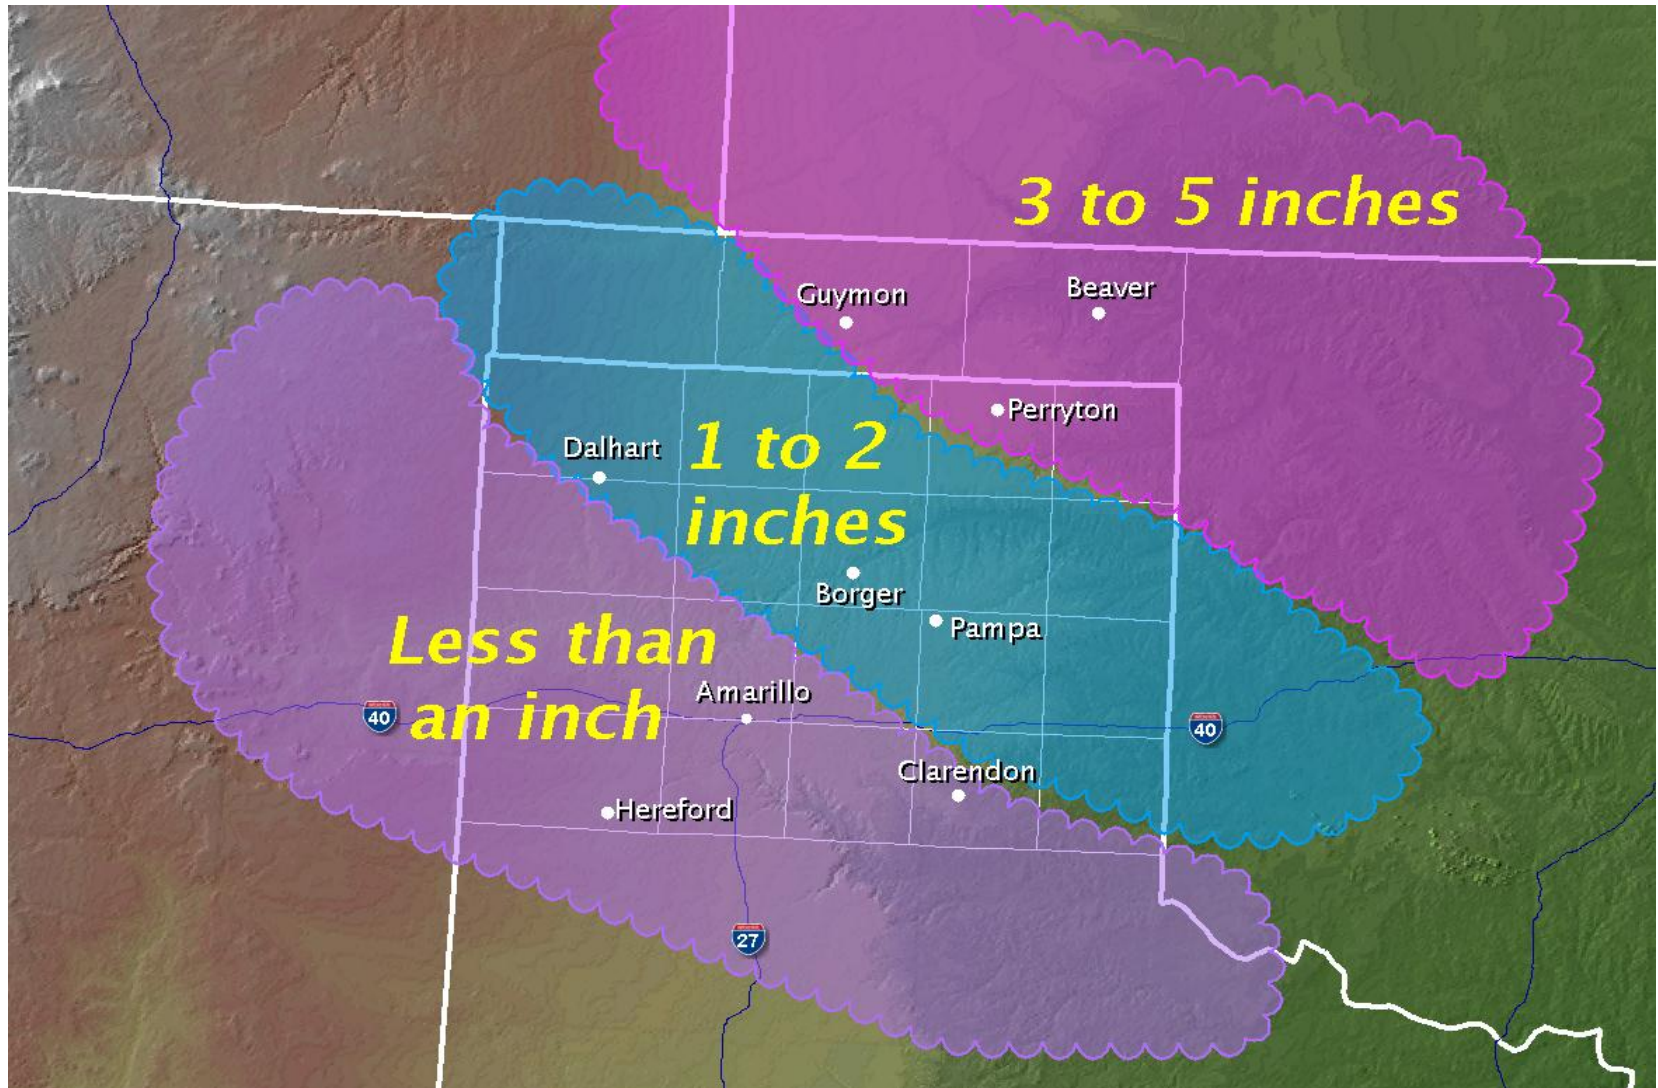 3 to 5 inches
Guymon
Beaver
Perryton
Dalhart
1 to 2
inches
Borger
Pampa
Less than
an inch
Amarillo
40
40
Clarendon
Hereford
27